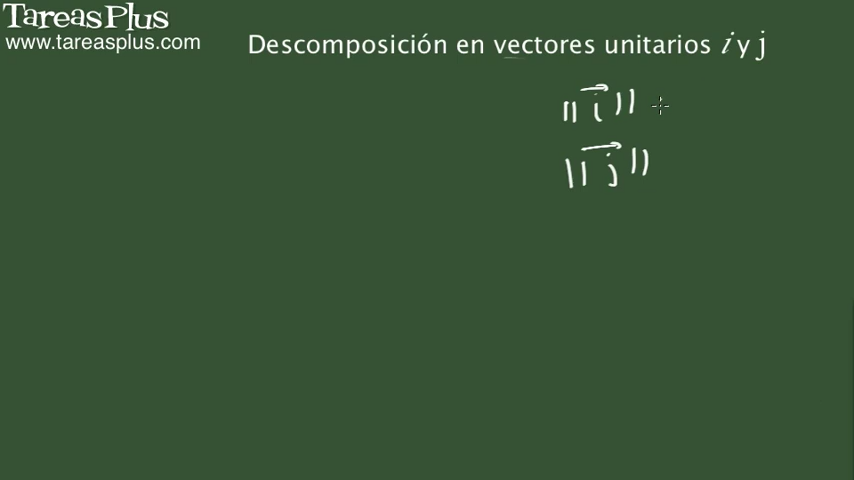 TareasPlus
www.tareasplus.com
Descomposición en vectores unitarios i y j
||i⃗||
||j⃗||